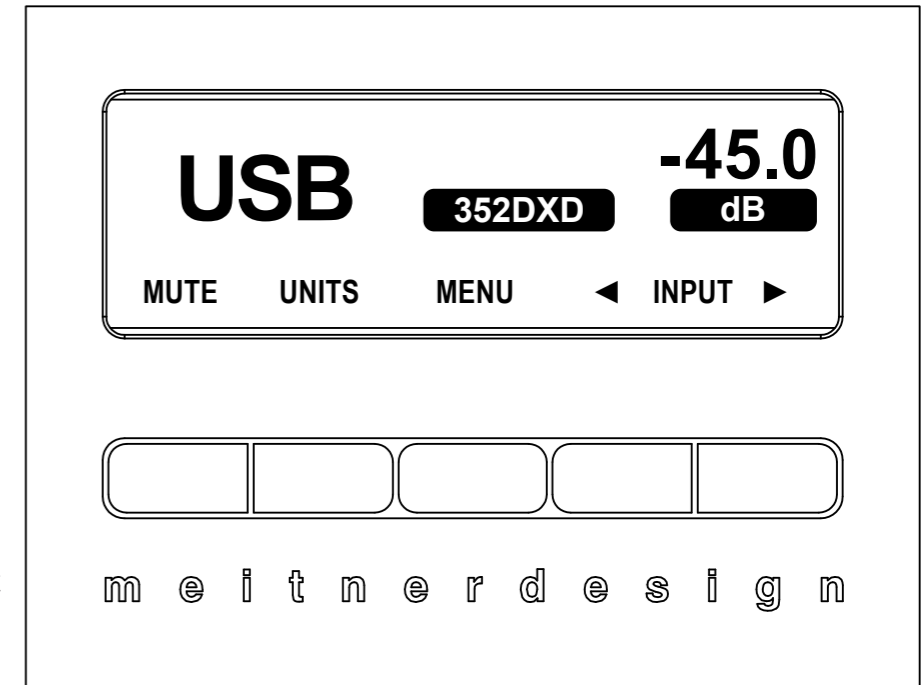 USB 352DXD -45.0
dB
MUTE UNITS MENU ◄ INPUT ►
meitnerdesign